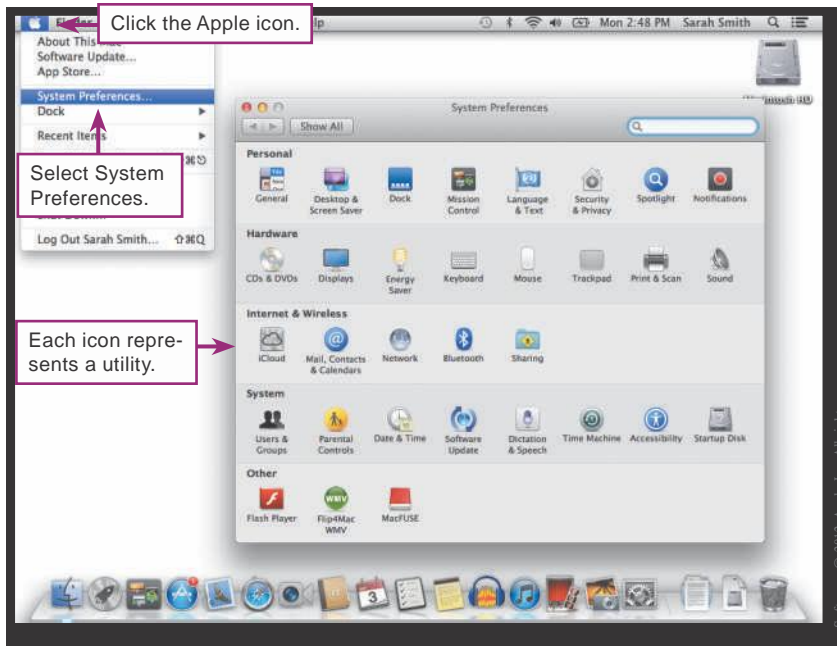 Click the Apple icon.
Mon 2:48 PM Sarah Smith
About This Mac
Software Update...
App Store...
System Preferences...
Dock
Recent Items
Select System
Preferences.
Log Out Sarah Smith... ⇧⌘Q
System Preferences
Show All
Personal
General
Desktop &
Screen Saver
Dock
Mission
Control
Language
& Text
Security
& Privacy
Spotlight
Notifications
Hardware
CDs & DVDs
Displays
Energy
Saver
Keyboard
Mouse
Trackpad
Print & Scan
Sound
Each icon repre-
sents a utility.
Internet & Wireless
iCloud
Mail, Contacts
& Calendars
Network
Bluetooth
Sharing
System
Users &
Groups
Parental
Controls
Date & Time
Software
Update
Dictation
& Speech
Time Machine
Accessibility
Startup Disk
Other
Flash Player
WMV
Flip4Mac
WMV
MacFUSE
3